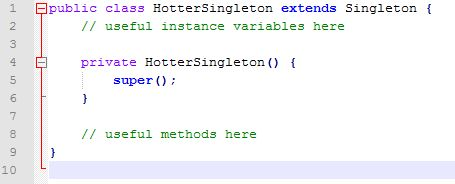 1 public class HotterSingleton extends Singleton {
2     // useful instance variables here
3
4     private HotterSingleton() {
5         super();
6     }
7
8     // useful methods here
9 }
10